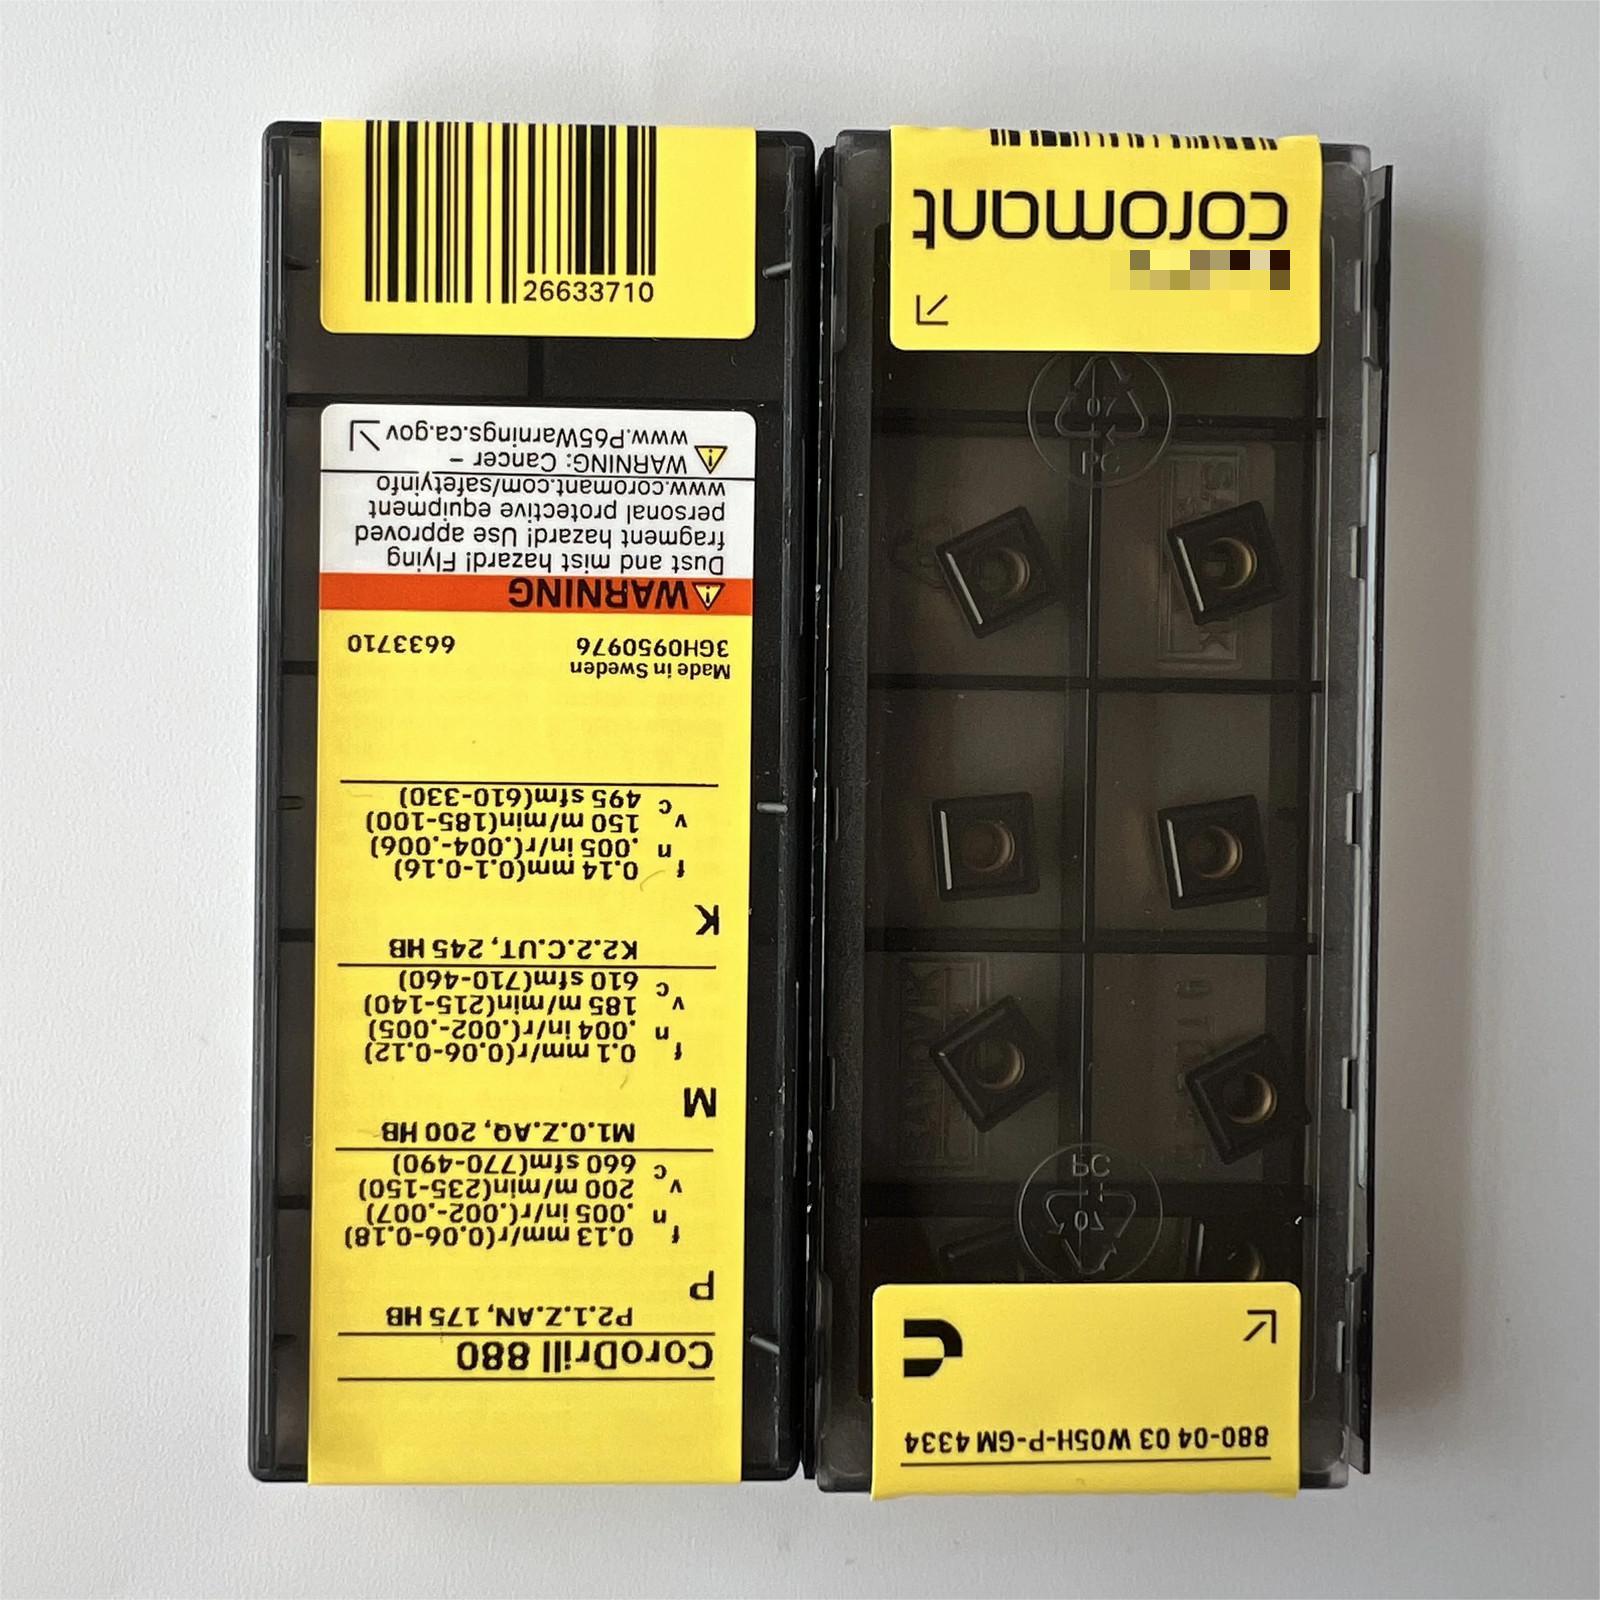 26633710
CoroDrill 880
P2.1.Z.AN, 175 HB
P
f 0.13 mm/r(0.06-0.18)
n .005 in/r(.002-.007)
vc 200 m/min(235-150)
660 sfm(770-490)
M1.0.Z.AQ, 200 HB
M
f 0.1 mm/r(0.06-0.12)
n .004 in/r(.002-.005)
vc 185 m/min(215-140)
610 sfm(710-460)
K2.2.C.UT, 245 HB
K
f 0.14 mm(0.1-0.16)
n .005 in/r(.004-.006)
vc 150 m/min(185-100)
495 sfm(610-330)
Made in Sweden
3GH0950976 6633710
WARNING
Dust and mist hazard! Flying
fragment hazard! Use approved
personal protective equipment
www.coromant.com/safetyinfo
WARNING: Cancer –
www.P65Warnings.ca.gov
880-04 03 W05H-P-GM 4334
coromant
07
PC
07
PC